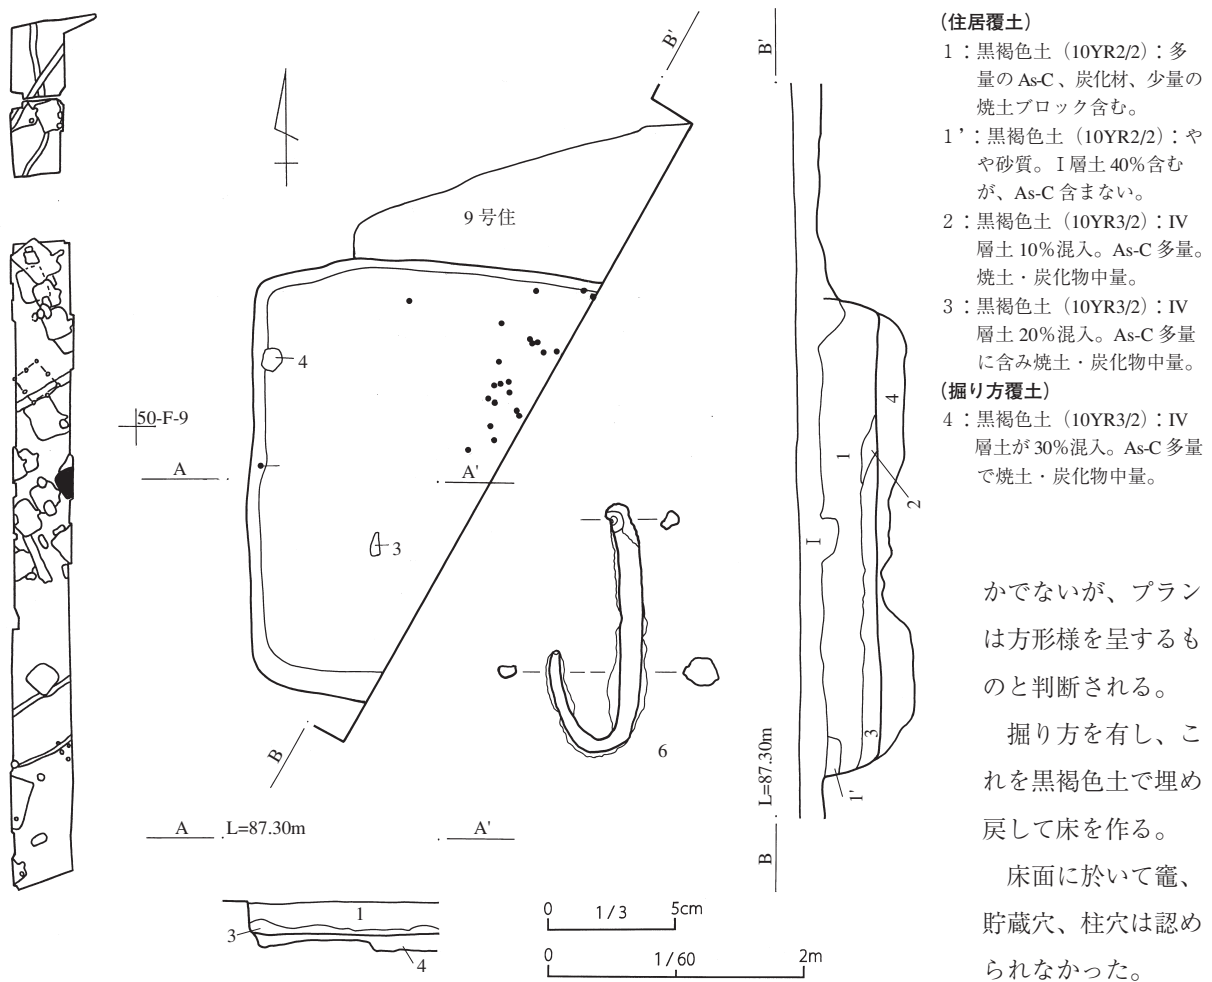 B'
9 号住
4
50-F-9
A
A'
3
6
B
A
L=87.30m
A'
1
3
4
0
1/3
5cm
0
1/60
2m
B'
4
1
2
I
3
1'
L=87.30m
B
(住居覆土)
1：黒褐色土（10YR2/2）：多
量の As-C 、炭化材、少量の
焼土ブロック含む。
1’：黒褐色土（10YR2/2）：や
や砂質。Ｉ層土 40％含む
が、As-C 含まない。
2：黒褐色土（10YR3/2）：IV
層土 10％混入。As-C 多量。
焼土・炭化物中量。
3：黒褐色土（10YR3/2）：IV
層土 20％混入。As-C 多量
に含み焼土・炭化物中量。
(掘り方覆土)
4：黒褐色土（10YR3/2）：IV
層土が 30％混入。As-C 多量
で焼土・炭化物中量。
かでないが、プラン
は方形様を呈するも
のと判断される。
掘り方を有し、こ
れを黒褐色土で埋め
戻して床を作る。
床面に於いて竈、
貯蔵穴、柱穴は認め
られなかった。